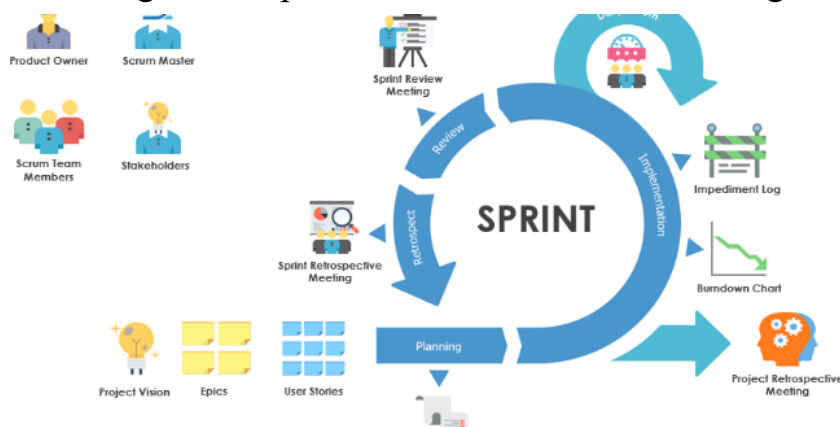 Product Owner
Scrum Master
Scrum Team
Members
Stakeholders
Sprint Review
Meeting
Review
Retrospect
Implementation
SPRINT
Impediment Log
Burndown Chart
Sprint Retrospective
Meeting
Planning
Project Vision
Epics
User Stories
Project Retrospective
Meeting